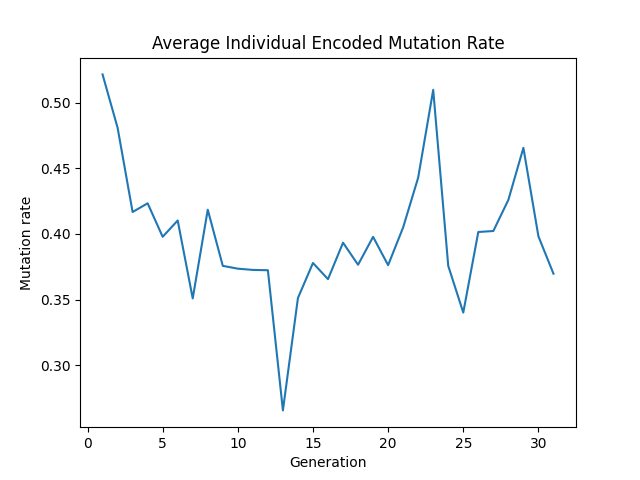 Average Individual Encoded Mutation Rate
0.50
0.45
0.40
0.35
0.30
Mutation rate
0 5 10 15 20 25 30
Generation